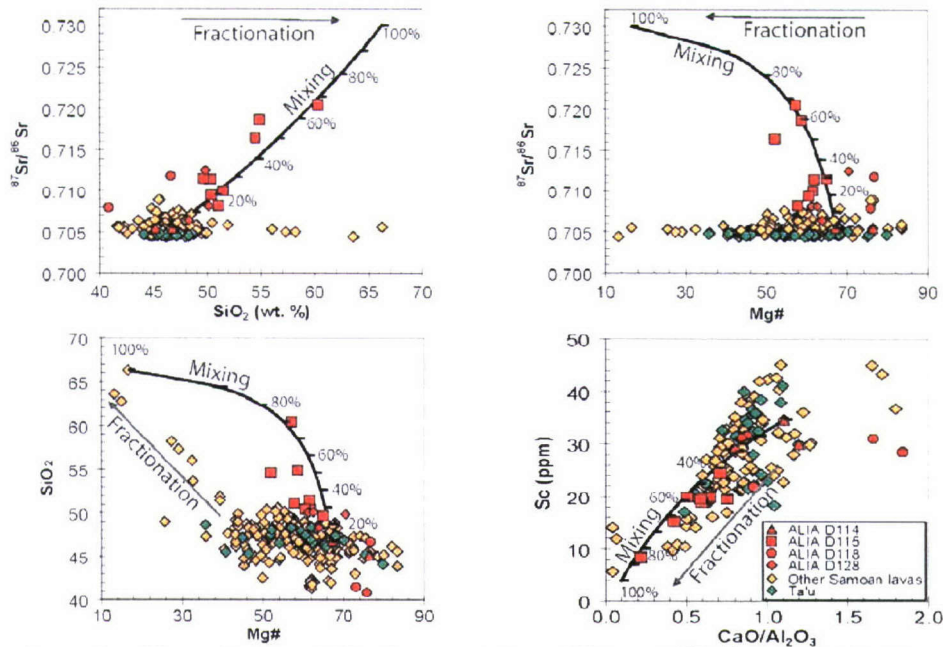 0.730
0.725
0.720
0.715
0.710
0.705
0.700
⁸⁷Sr/⁸⁶Sr
Fractionation
Mixing
100%
80%
60%
40%
20%
40 45 50 55 60 65 70
SiO₂ (wt. %)
0.730
0.725
0.720
0.715
0.710
0.705
0.700
⁸⁷Sr/⁸⁶Sr
100%
Fractionation
Mixing
80%
60%
40%
20%
10 30 50 70 90
Mg#
70
65
60
55
50
45
40
SiO₂
100%
Mixing
80%
Fractionation
60%
40%
20%
10 30 50 70 90
Mg#
50
40
30
20
10
0
Sc (ppm)
40%
60%
Mixing
80%
100%
Fractionation
ALIA D114
ALIA D115
ALIA D118
ALIA D128
Other Samoan lavas
Ta'u
0.0 0.5 1.0 1.5 2.0
CaO/Al₂O₃